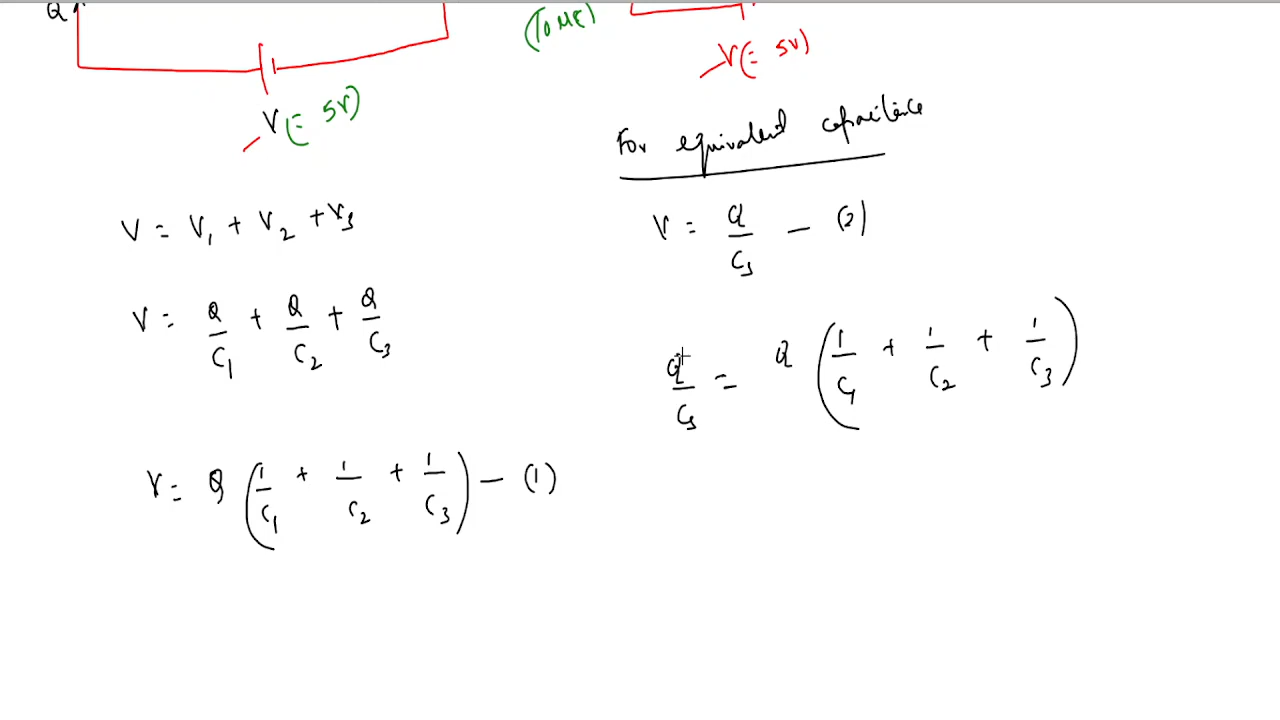 Q
V (= 5V)
(10 MF)
V (= 5V)
V = V₁ + V₂ + V₃
V = Q/C₁ + Q/C₂ + Q/C₃
V = Q (1/C₁ + 1/C₂ + 1/C₃) — (1)
For equivalent capacitance
V = Q/Cs — (2)
Q/Cs = Q (1/C₁ + 1/C₂ + 1/C₃)